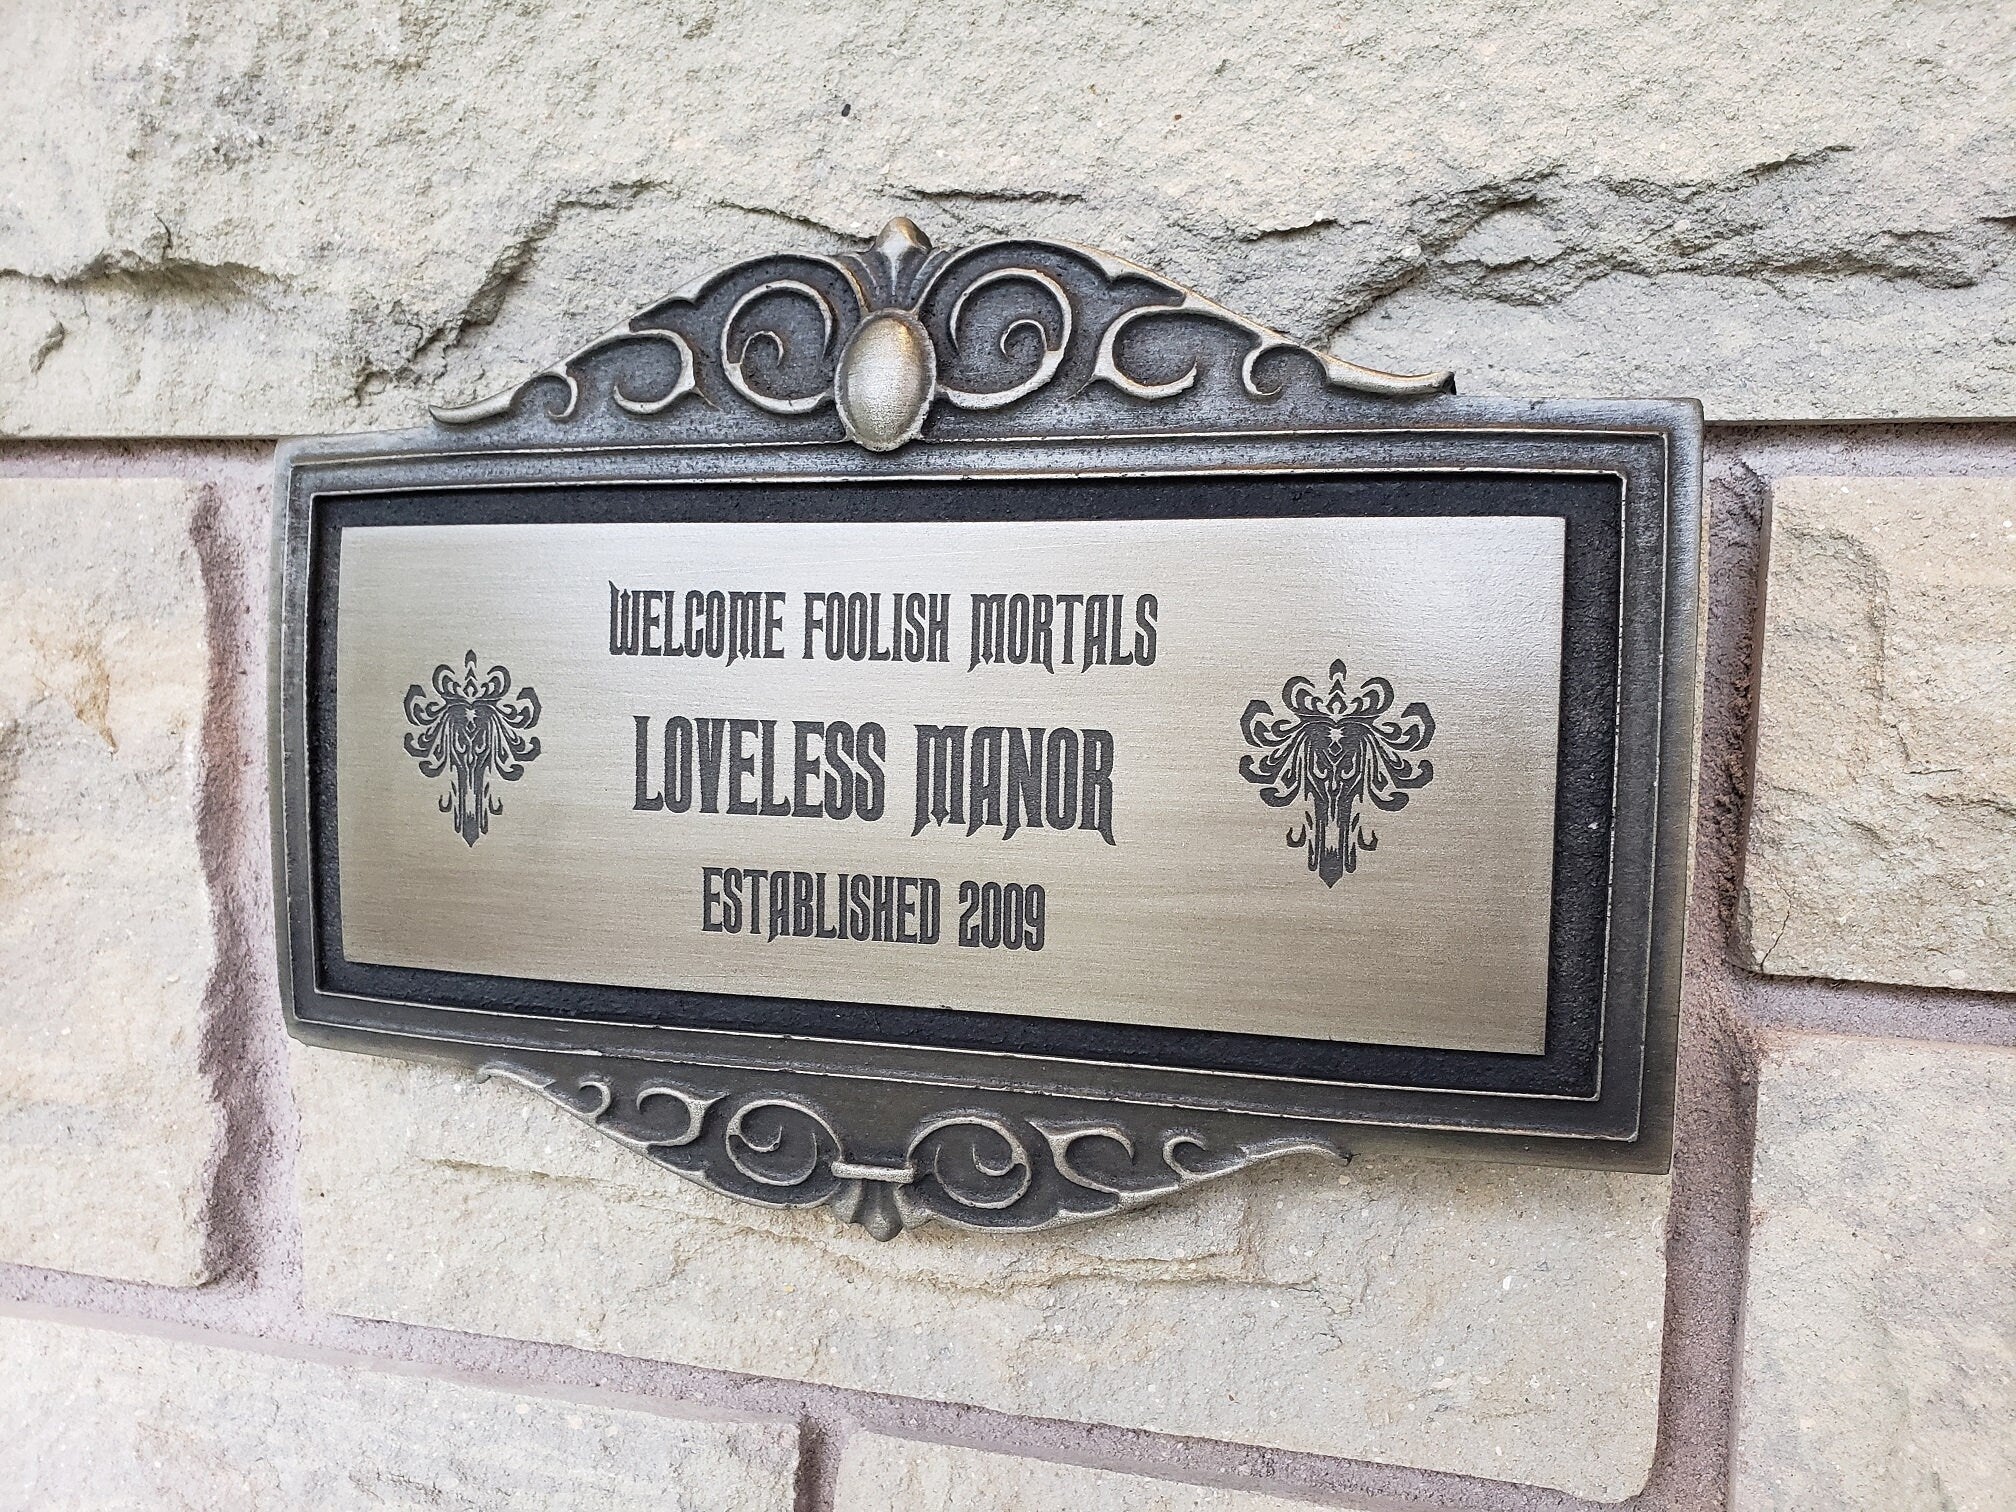 WELCOME FOOLISH MORTALS
LOVELESS MANOR
ESTABLISHED 2009